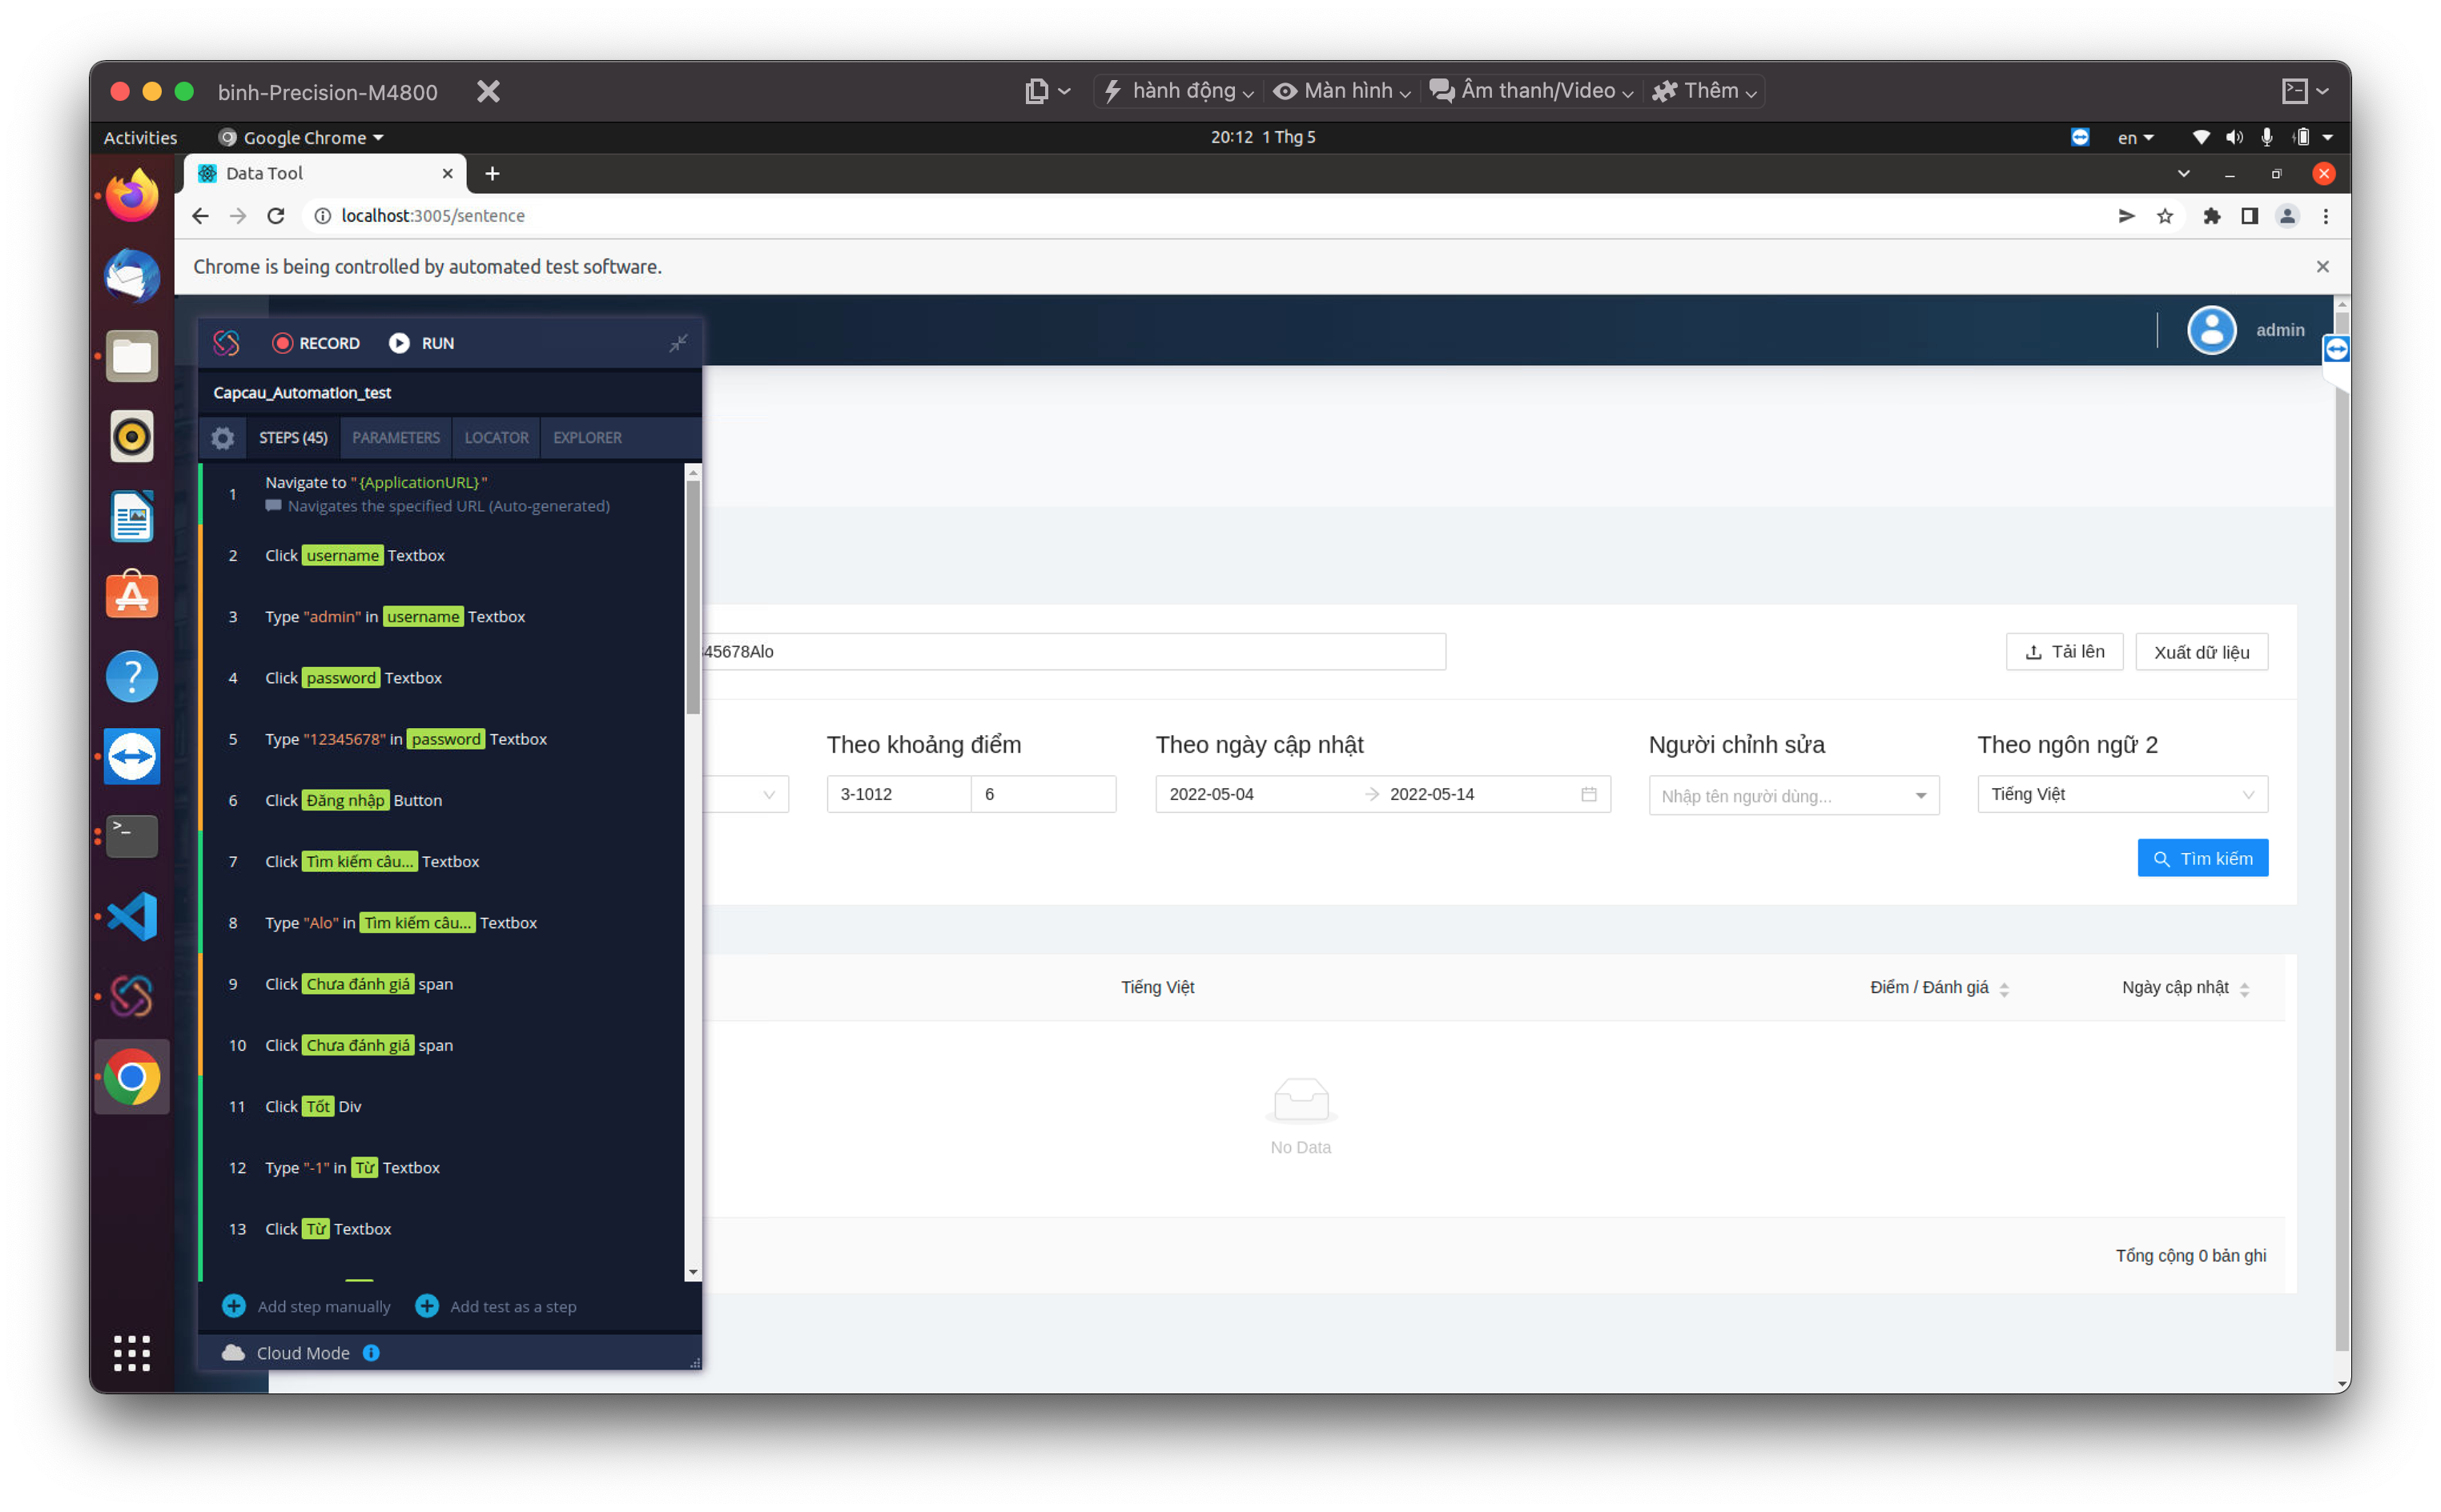 binh-Precision-M4800
hành động
Màn hình
Âm thanh/Video
Thêm
Activities
Google Chrome
20:12 1 Thg 5
en
Data Tool
localhost:3005/sentence
Chrome is being controlled by automated test software.
RECORD
RUN
admin
Capcau_Automation_test
STEPS (45)
PARAMETERS
LOCATOR
EXPLORER
1 Navigate to "{ApplicationURL}"
Navigates the specified URL (Auto-generated)
2 Click username Textbox
3 Type "admin" in username Textbox
4 Click password Textbox
5 Type "12345678" in password Textbox
6 Click Đăng nhập Button
7 Click Tìm kiếm câu... Textbox
8 Type "Alo" in Tìm kiếm câu... Textbox
9 Click Chưa đánh giá span
10 Click Chưa đánh giá span
11 Click Tốt Div
12 Type "-1" in Từ Textbox
13 Click Từ Textbox
Add step manually
Add test as a step
Cloud Mode
45678Alo
Tải lên
Xuất dữ liệu
Theo khoảng điểm
Theo ngày cập nhật
Người chỉnh sửa
Theo ngôn ngữ 2
3-1012
6
2022-05-04
2022-05-14
Nhập tên người dùng...
Tiếng Việt
Tìm kiếm
Tiếng Việt
Điểm / Đánh giá
Ngày cập nhật
No Data
Tổng cộng 0 bản ghi